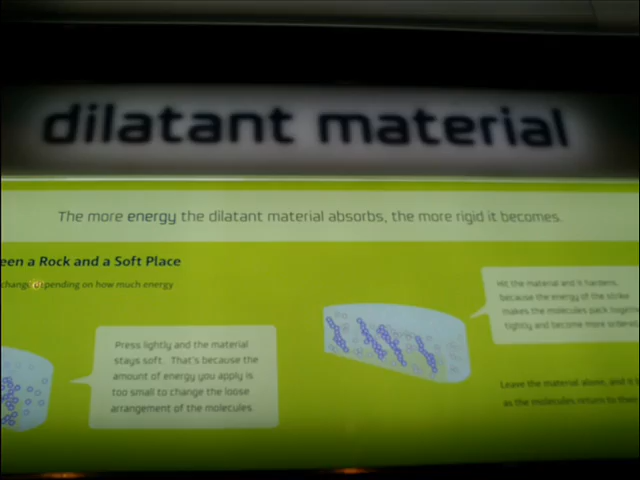 dilatant material
The more energy the dilatant material absorbs, the more rigid it becomes.
een a Rock and a Soft Place
depending on how much energy
Press lightly and the material
stays soft. That's because the
amount of energy you apply is
too small to change the loose
arrangement of the molecules.
Hit the material and it hardens,
because the energy of the strike
makes the molecules pack together
tightly and become more ordered
Leave the material alone, and it
as the molecules return to their